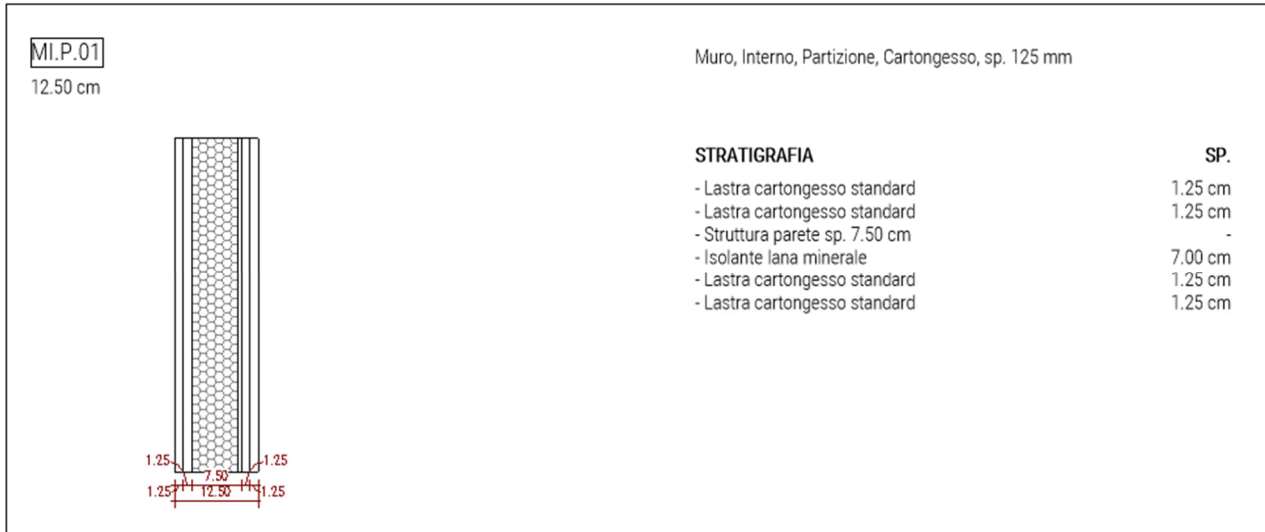 MI.P.01
12.50 cm
Muro, Interno, Partizione, Cartongesso, sp. 125 mm
STRATIGRAFIA SP.
- Lastra cartongesso standard 1.25 cm
- Lastra cartongesso standard 1.25 cm
- Struttura parete sp. 7.50 cm -
- Isolante lana minerale 7.00 cm
- Lastra cartongesso standard 1.25 cm
- Lastra cartongesso standard 1.25 cm
1.25 1.25
7.50
1.25 12.50 1.25